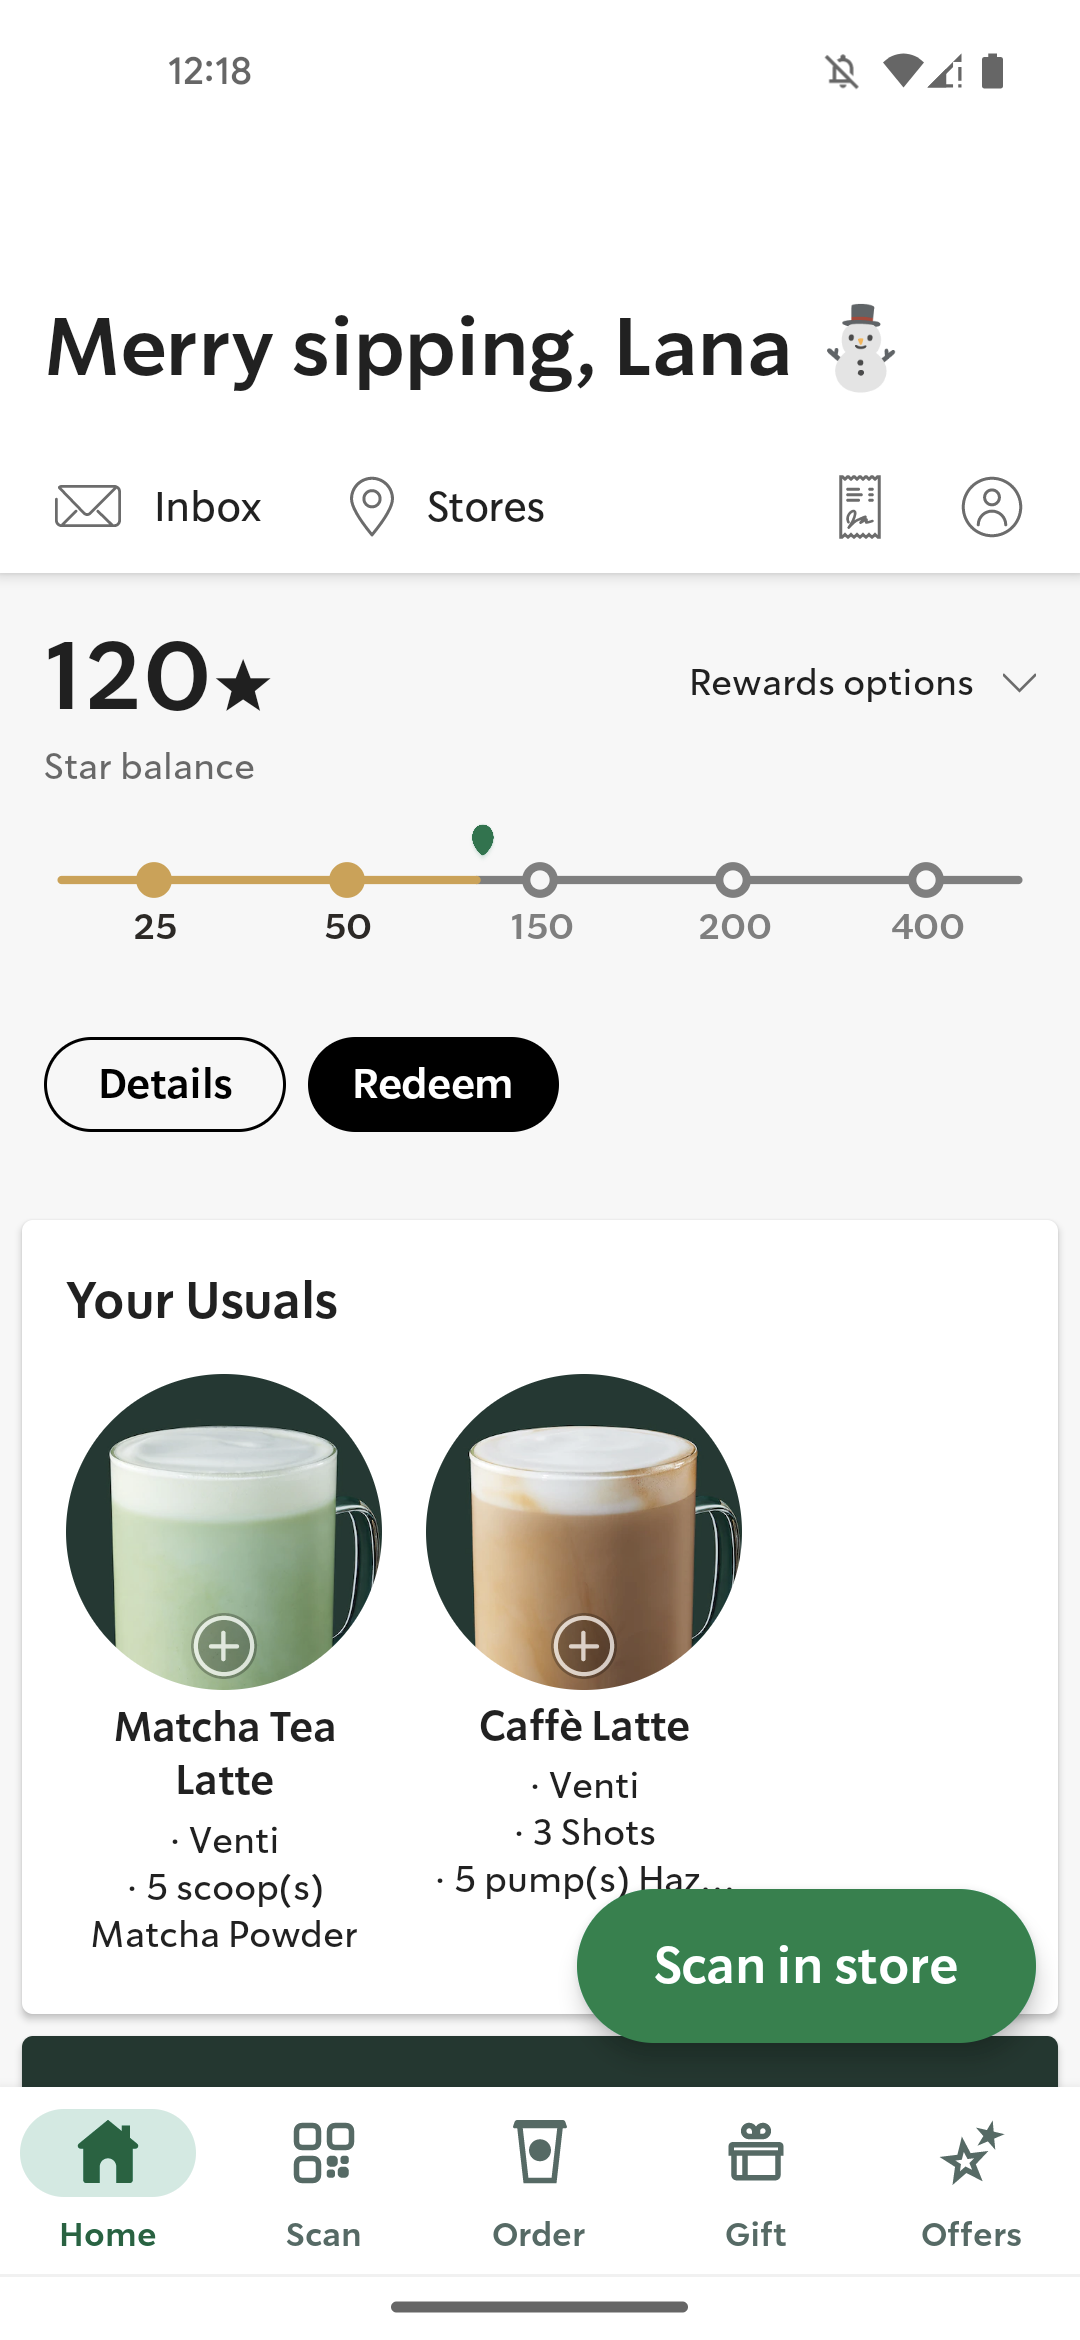 12:18
Merry sipping, Lana
Inbox
Stores
120
Rewards options
Star balance
25
50
150
200
400
Details
Redeem
Your Usuals
Matcha Tea
Latte
· Venti
· 5 scoop(s)
Matcha Powder
Caffè Latte
· Venti
· 3 Shots
· 5 pump(s) Haz...
Scan in store
Home
Scan
Order
Gift
Offers